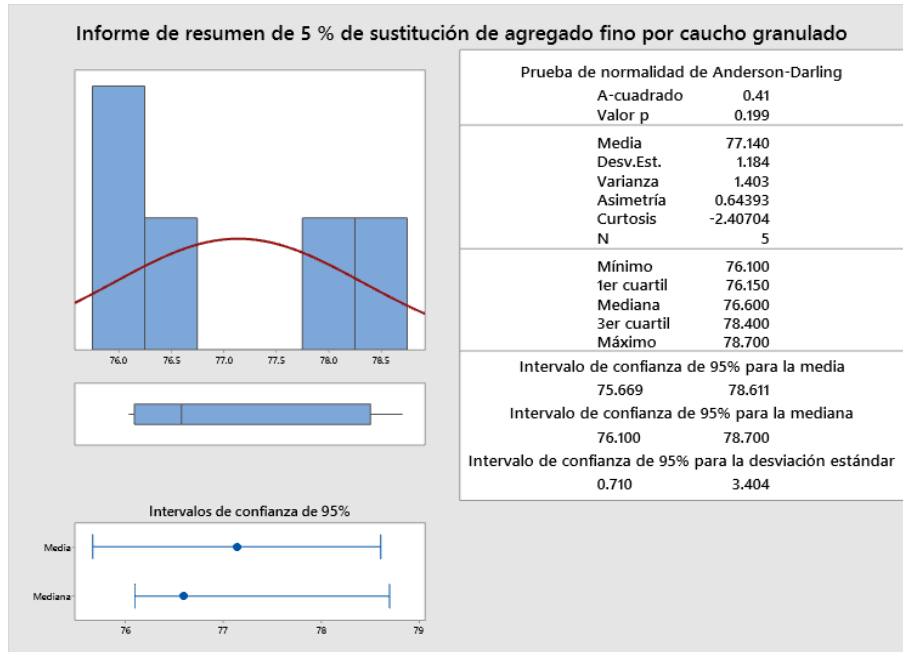 Informe de resumen de 5 % de sustitución de agregado fino por caucho granulado
76.0 76.5 77.0 77.5 78.0 78.5
Intervalos de confianza de 95%
Media
Mediana
76 77 78 79
Prueba de normalidad de Anderson-Darling
A-cuadrado 0.41
Valor p 0.199
Media 77.140
Desv.Est. 1.184
Varianza 1.403
Asimetría 0.64393
Curtosis -2.40704
N 5
Mínimo 76.100
1er cuartil 76.150
Mediana 76.600
3er cuartil 78.400
Máximo 78.700
Intervalo de confianza de 95% para la media
75.669 78.611
Intervalo de confianza de 95% para la mediana
76.100 78.700
Intervalo de confianza de 95% para la desviación estándar
0.710 3.404